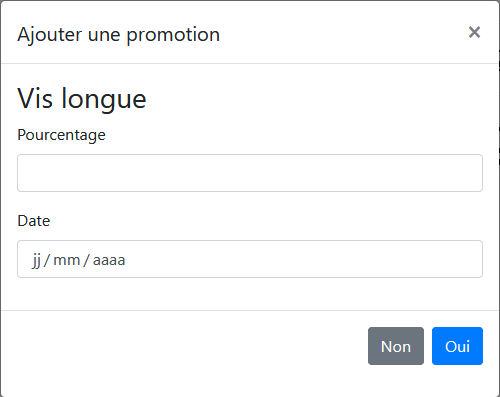 Ajouter une promotion ×
Vis longue
Pourcentage
Date
jj/mm/aaaa
Non Oui